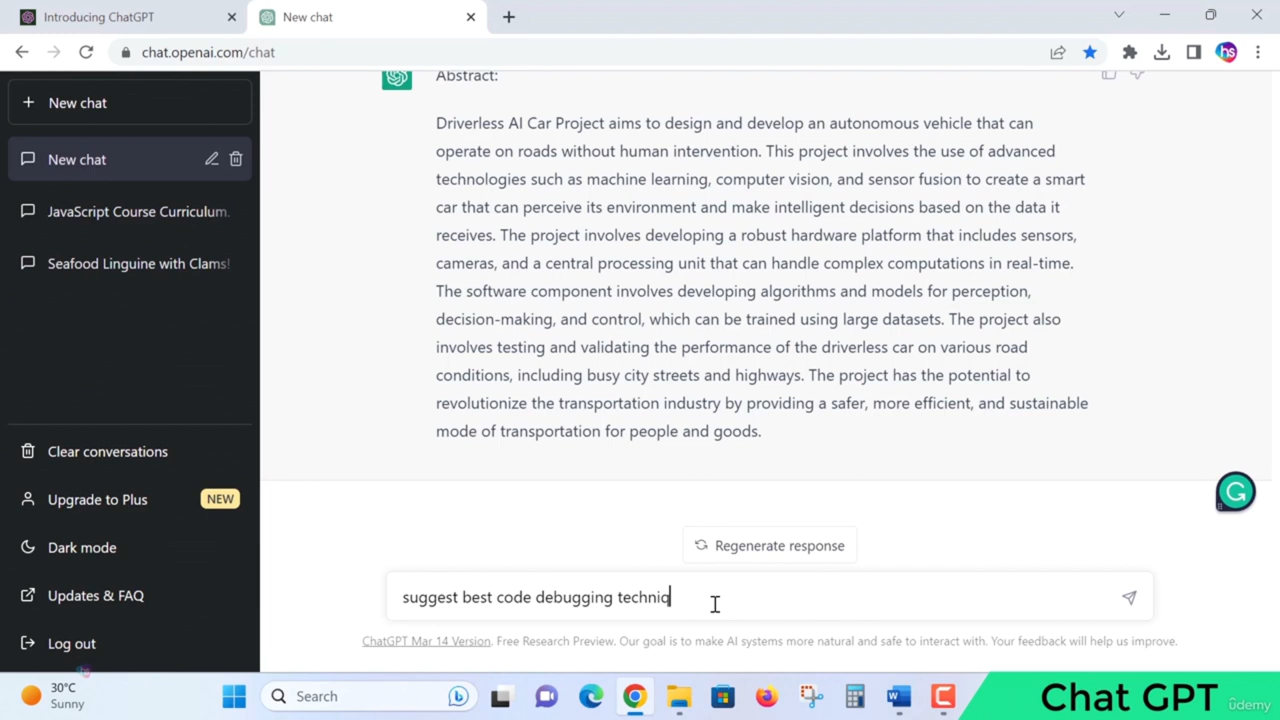 Introducing ChatGPT
New chat
chat.openai.com/chat
hs
New chat
New chat
JavaScript Course Curriculum.
Seafood Linguine with Clams!
Clear conversations
Upgrade to Plus
NEW
Dark mode
Updates & FAQ
Log out
Abstract:
Driverless AI Car Project aims to design and develop an autonomous vehicle that can
operate on roads without human intervention. This project involves the use of advanced
technologies such as machine learning, computer vision, and sensor fusion to create a smart
car that can perceive its environment and make intelligent decisions based on the data it
receives. The project involves developing a robust hardware platform that includes sensors,
cameras, and a central processing unit that can handle complex computations in real-time.
The software component involves developing algorithms and models for perception,
decision-making, and control, which can be trained using large datasets. The project also
involves testing and validating the performance of the driverless car on various road
conditions, including busy city streets and highways. The project has the potential to
revolutionize the transportation industry by providing a safer, more efficient, and sustainable
mode of transportation for people and goods.
Regenerate response
suggest best code debugging techniq
ChatGPT Mar 14 Version. Free Research Preview. Our goal is to make AI systems more natural and safe to interact with. Your feedback will help us improve.
30°C
Sunny
Search
Chat GPT
ûdemy